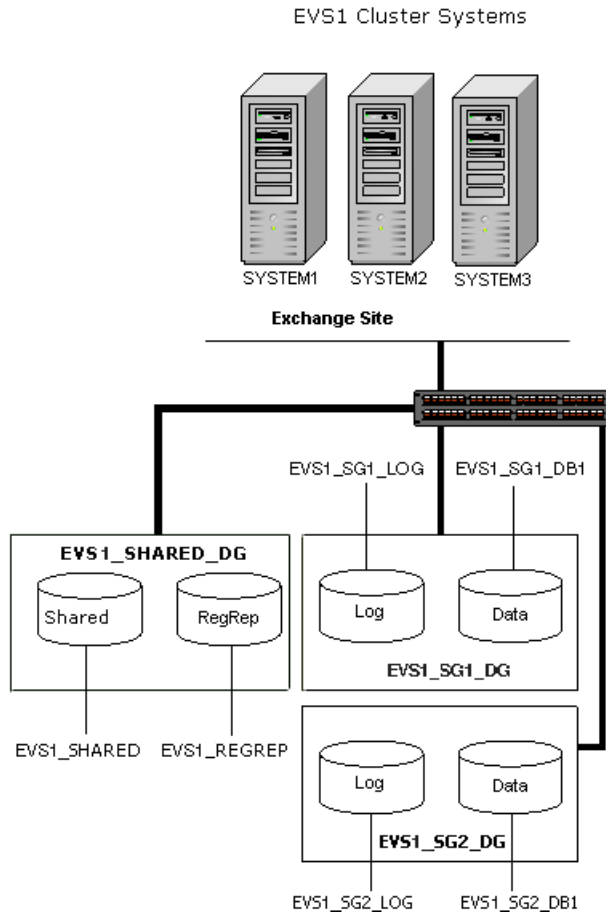 EVS1 Cluster Systems
SYSTEM1 SYSTEM2 SYSTEM3
Exchange Site
EVS1_SG1_LOG EVS1_SG1_DB1
EVS1_SHARED_DG
Shared RegRep
Log Data
EVS1_SG1_DG
EVS1_SHARED EVS1_REGREP
Log Data
EVS1_SG2_DG
EVS1_SG2_LOG EVS1_SG2_DB1